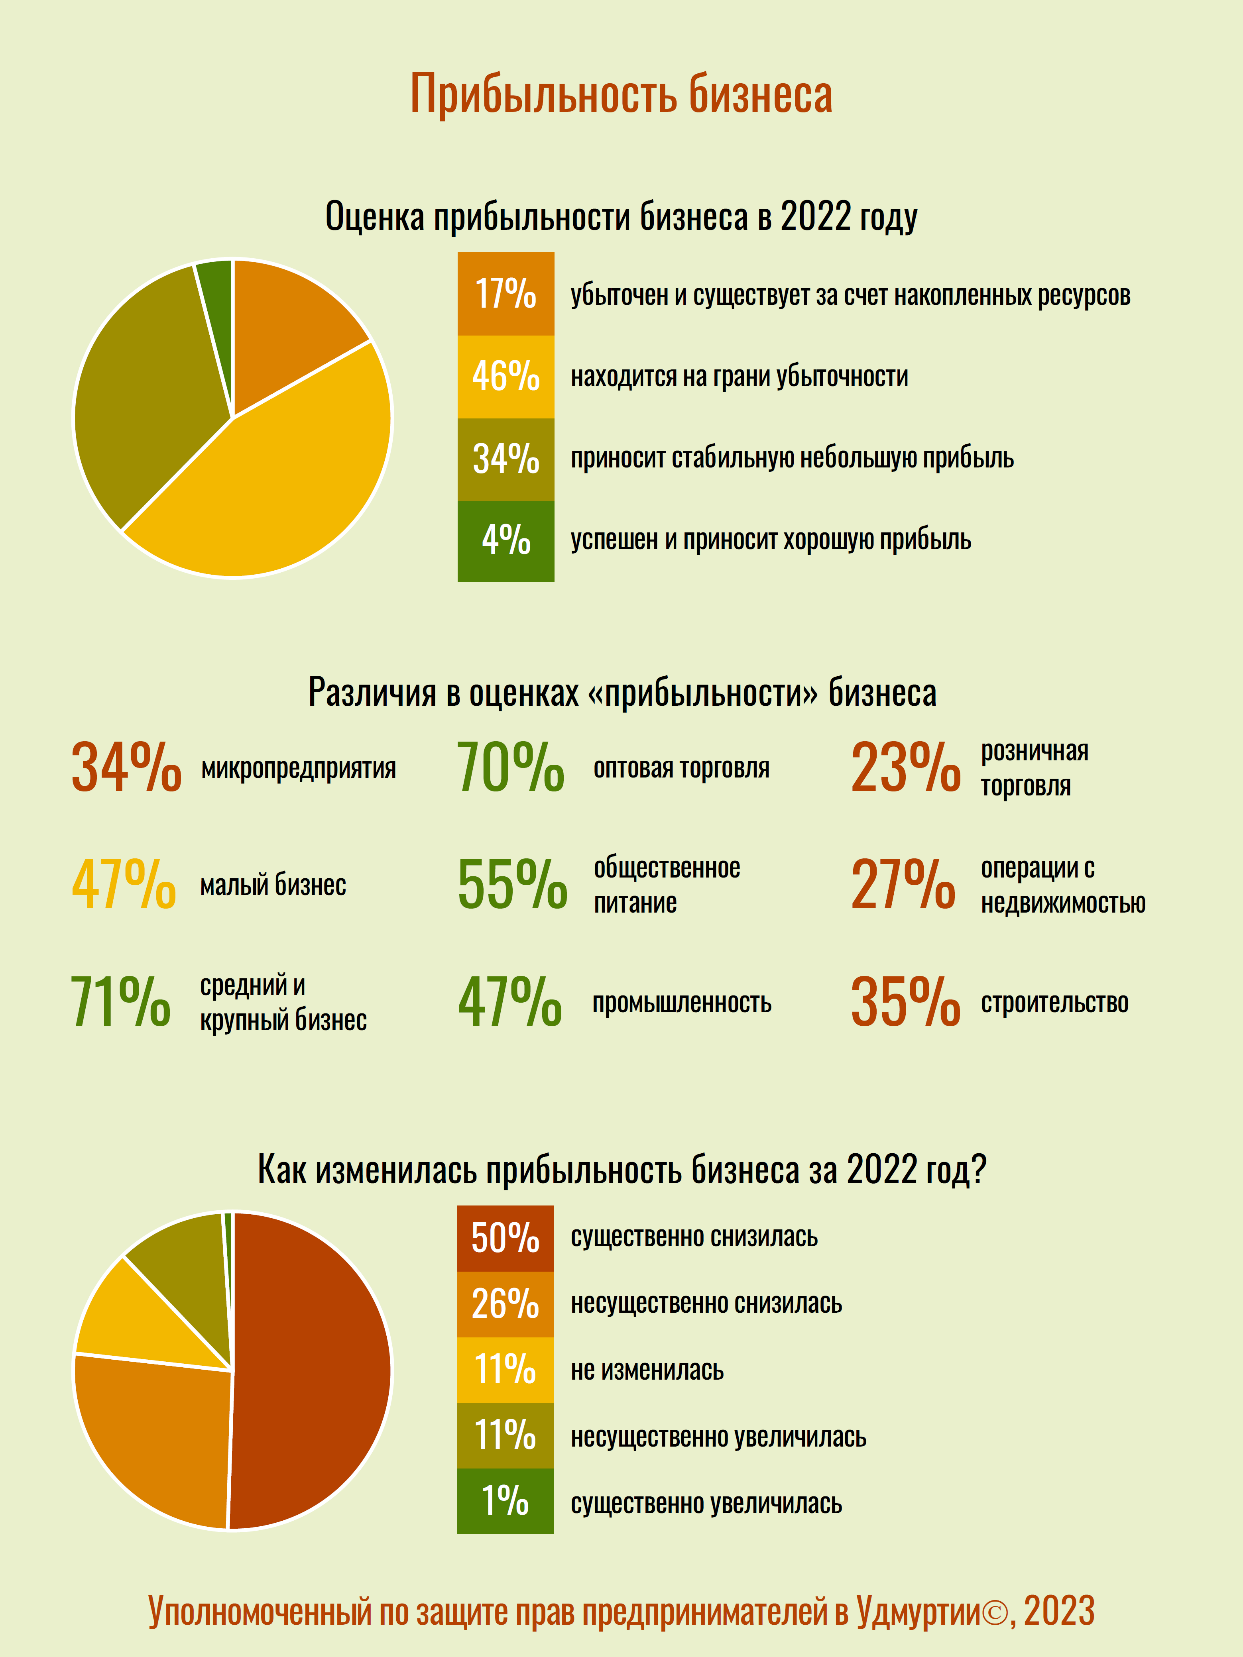 Прибыльность бизнеса
Оценка прибыльности бизнеса в 2022 году
17% убыточен и существует за счет накопленных ресурсов
46% находится на грани убыточности
34% приносит стабильную небольшую прибыль
4% успешен и приносит хорошую прибыль
Различия в оценках «прибыльности» бизнеса
34% микропредприятия
47% малый бизнес
71% средний и
крупный бизнес
70% оптовая торговля
55% общественное
питание
47% промышленность
23% розничная
торговля
27% операции с
недвижимостью
35% строительство
Как изменилась прибыльность бизнеса за 2022 год?
50% существенно снизилась
26% несущественно снизилась
11% не изменилась
11% несущественно увеличилась
1% существенно увеличилась
Уполномоченный по защите прав предпринимателей в Удмуртии©, 2023